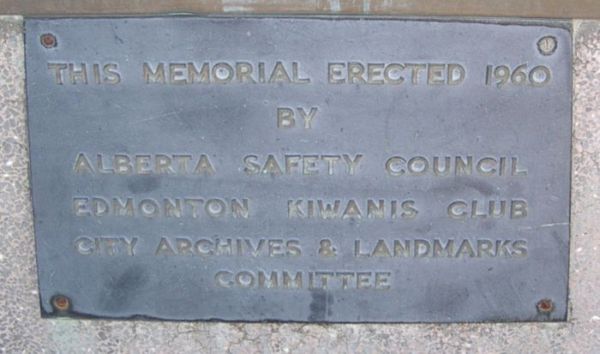 THIS MEMORIAL ERECTED 1960
BY
ALBERTA SAFETY COUNCIL
EDMONTON KIWANIS CLUB
CITY ARCHIVES & LANDMARKS
COMMITTEE